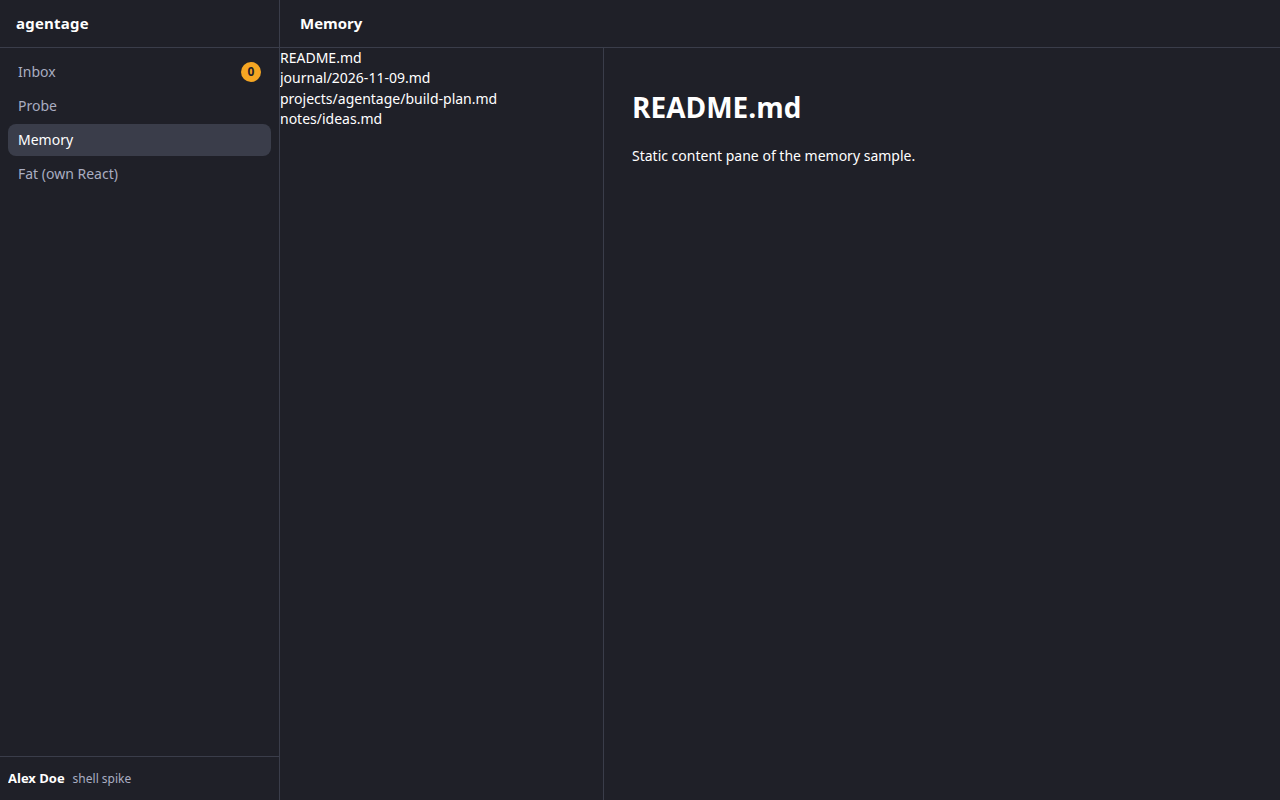 agentage
Inbox 0
Probe
Memory
Fat (own React)
Alex Doe shell spike
Memory
README.md
journal/2026-11-09.md
projects/agentage/build-plan.md
notes/ideas.md
README.md
Static content pane of the memory sample.